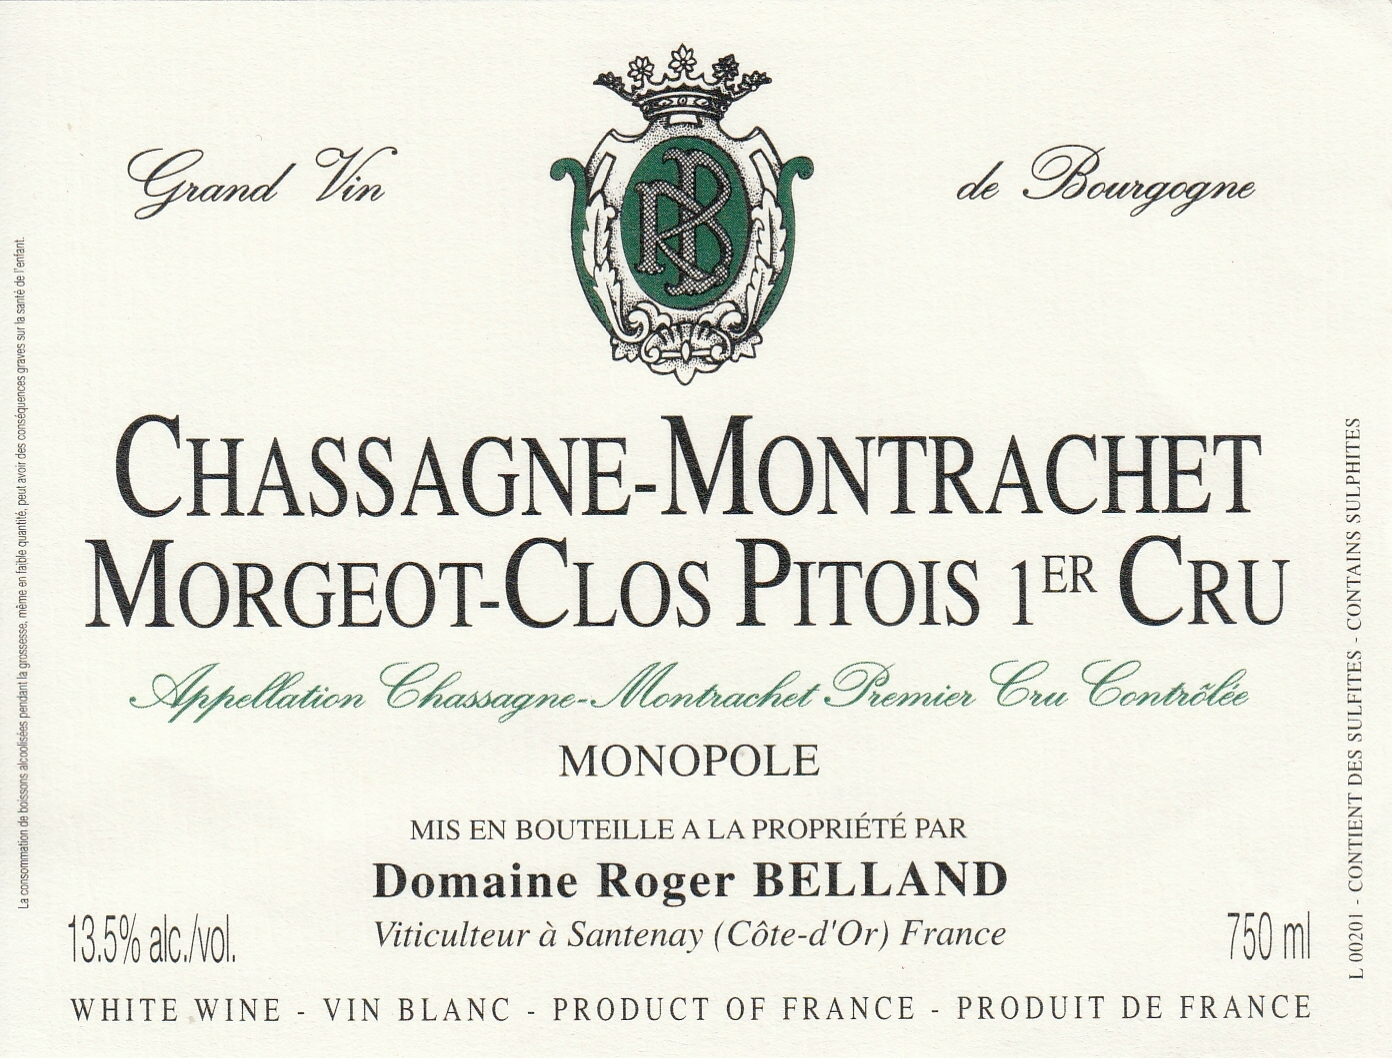 Grand Vin de Bourgogne
RB
CHASSAGNE-MONTRACHET
MORGEOT-CLOS PITOIS 1ER CRU
Appellation Chassagne-Montrachet Premier Cru Contrôlée
MONOPOLE
MIS EN BOUTEILLE A LA PROPRIÉTÉ PAR
Domaine Roger BELLAND
Viticulteur à Santenay (Côte-d'Or) France
13.5% alc./vol.
750 ml
WHITE WINE - VIN BLANC - PRODUCT OF FRANCE - PRODUIT DE FRANCE
La consommation de boissons alcoolisées pendant la grossesse, même en faible quantité, peut avoir des conséquences graves sur la santé de l'enfant.
L 00201 - CONTIENT DES SULFITES - CONTAINS SULPHITES